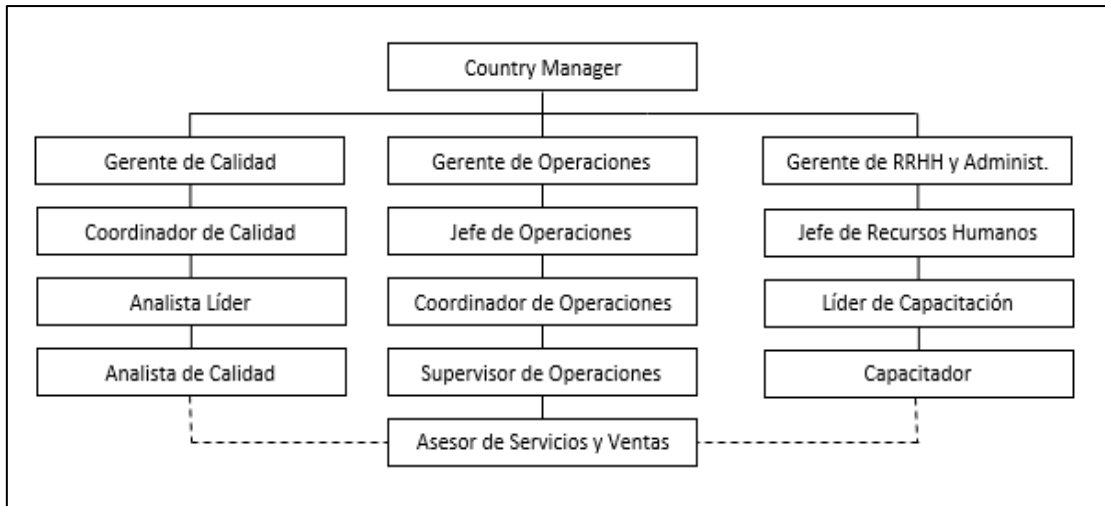 Country Manager
Gerente de Calidad
Gerente de Operaciones
Gerente de RRHH y Administ.
Coordinador de Calidad
Jefe de Operaciones
Jefe de Recursos Humanos
Analista Líder
Coordinador de Operaciones
Líder de Capacitación
Analista de Calidad
Supervisor de Operaciones
Capacitador
Asesor de Servicios y Ventas